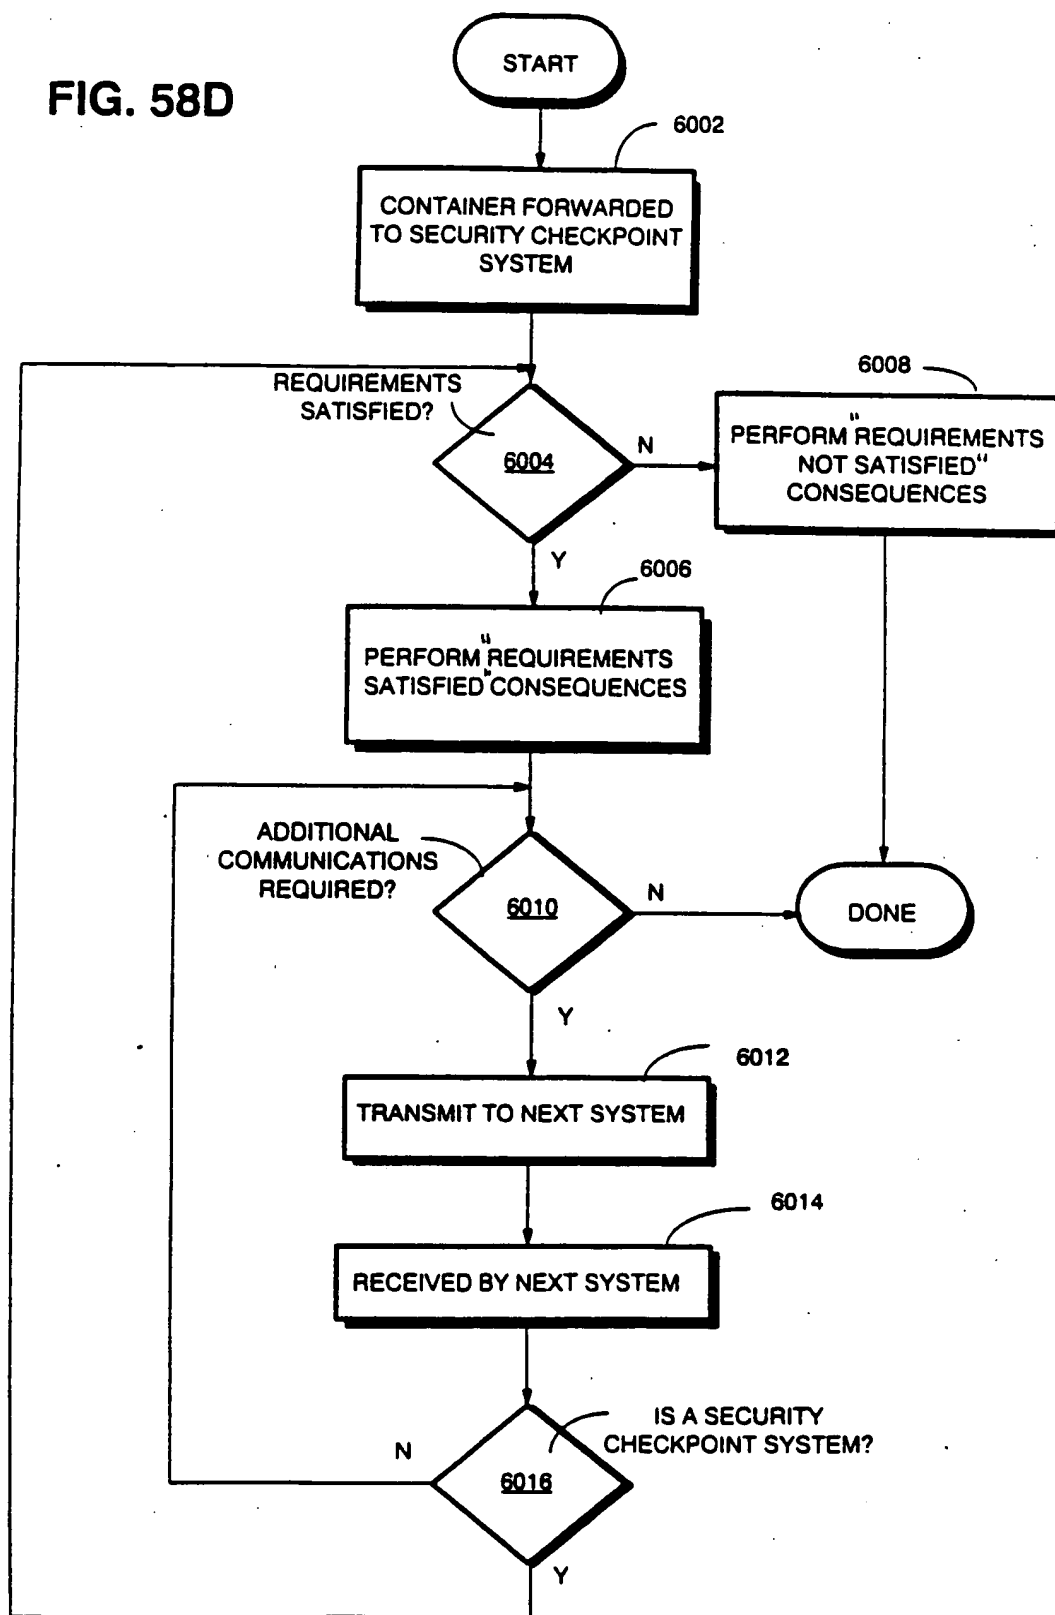 FIG. 58D
START
6002
CONTAINER FORWARDED
TO SECURITY CHECKPOINT
SYSTEM
REQUIREMENTS
SATISFIED?
6004
N
6008
PERFORM "REQUIREMENTS
NOT SATISFIED"
CONSEQUENCES
Y
6006
PERFORM "REQUIREMENTS
SATISFIED" CONSEQUENCES
ADDITIONAL
COMMUNICATIONS
REQUIRED?
6010
N
DONE
Y
6012
TRANSMIT TO NEXT SYSTEM
6014
RECEIVED BY NEXT SYSTEM
IS A SECURITY
CHECKPOINT SYSTEM?
N
6016
Y